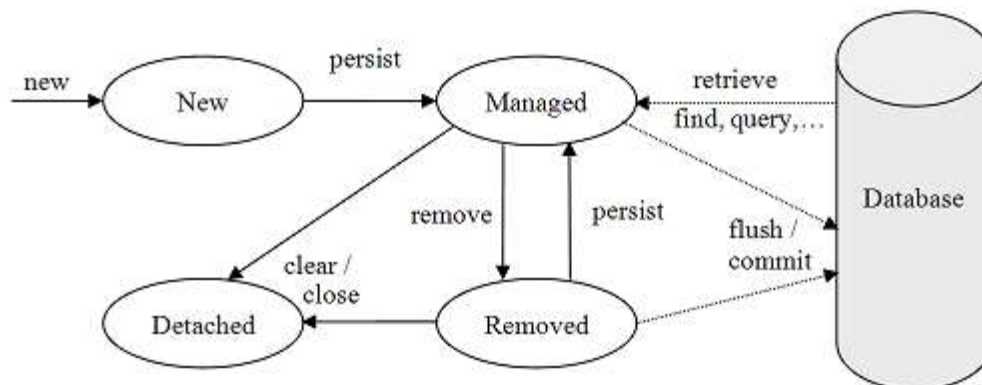 new
New
persist
Managed
retrieve
find, query,…
Database
remove
persist
flush /
commit
clear /
close
Detached
Removed